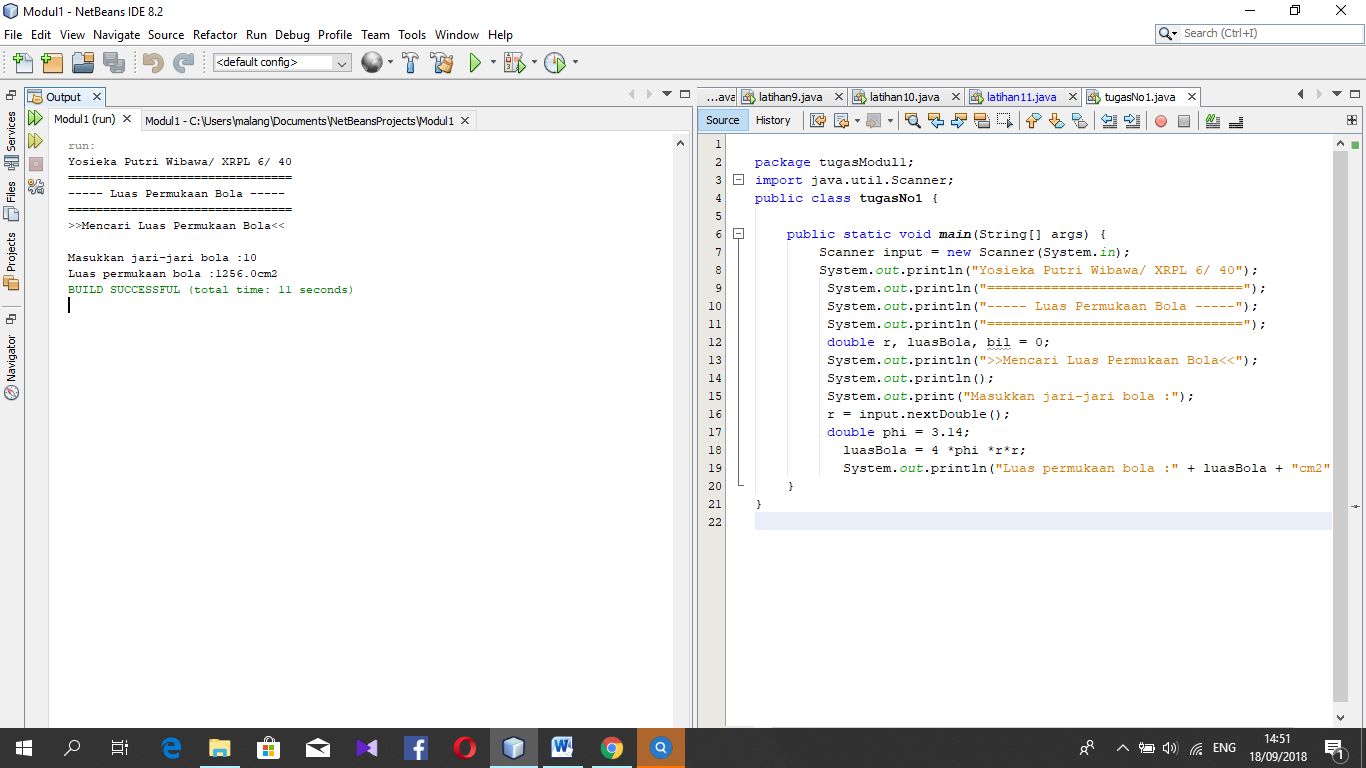 Modul1 - NetBeans IDE 8.2
File Edit View Navigate Source Refactor Run Debug Profile Team Tools Window Help
Search (Ctrl+I)
<default config>
Output
Modul1 (run)
Modul1 - C:\Users\malang\Documents\NetBeansProjects\Modul1
Services
Files
Projects
Navigator
run:
Yosieka Putri Wibawa/ XRPL 6/ 40
================================
----- Luas Permukaan Bola -----
================================
>>Mencari Luas Permukaan Bola<<
Masukkan jari-jari bola :10
Luas permukaan bola :1256.0cm2
BUILD SUCCESSFUL (total time: 11 seconds)
...ava latihan9.java latihan10.java latihan11.java tugasNo1.java
Source History
1
2 package tugasModul1;
3 import java.util.Scanner;
4 public class tugasNo1 {
5
6 public static void main(String[] args) {
7 Scanner input = new Scanner(System.in);
8 System.out.println("Yosieka Putri Wibawa/ XRPL 6/ 40");
9 System.out.println("================================");
10 System.out.println("----- Luas Permukaan Bola -----");
11 System.out.println("================================");
12 double r, luasBola, bil = 0;
13 System.out.println(">>Mencari Luas Permukaan Bola<<");
14 System.out.println();
15 System.out.print("Masukkan jari-jari bola :");
16 r = input.nextDouble();
17 double phi = 3.14;
18 luasBola = 4 *phi *r*r;
19 System.out.println("Luas permukaan bola :" + luasBola + "cm2"
20 }
21 }
22
ENG
14:51
18/09/2018
1